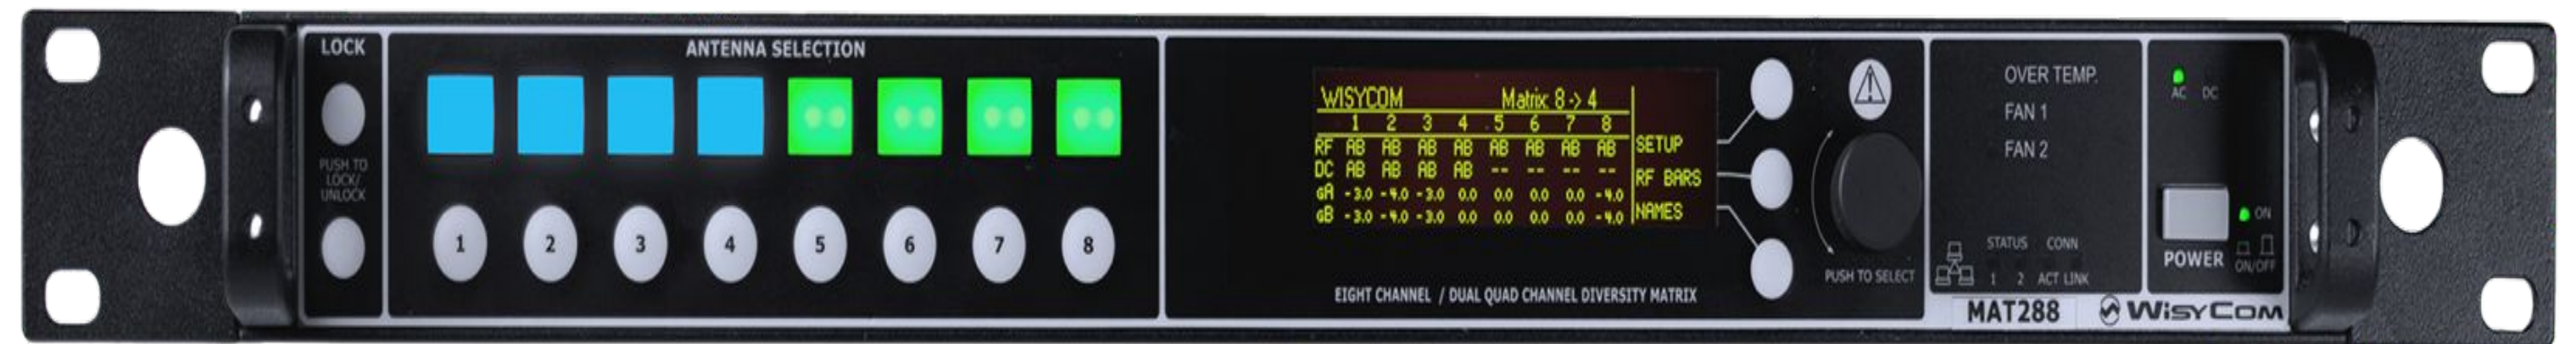 LOCK
PUSH TO
LOCK/
UNLOCK
ANTENNA SELECTION
1 2 3 4 5 6 7 8
WISYCOM Matrix: 8 -> 4
1 2 3 4 5 6 7 8
RF AB AB AB AB AB AB AB AB
DC AB AB AB AB -- -- -- --
GA -3.0 -4.0 -3.0 0.0 0.0 0.0 0.0 -4.0
GB -3.0 -4.0 -3.0 0.0 0.0 0.0 0.0 -4.0
SETUP
RF BARS
NAMES
EIGHT CHANNEL / DUAL QUAD CHANNEL DIVERSITY MATRIX
PUSH TO SELECT
OVER TEMP.
FAN 1
FAN 2
STATUS CONN
1 2 ACT LINK
MAT288 WISYCOM
AC DC
ON
POWER
ON/OFF